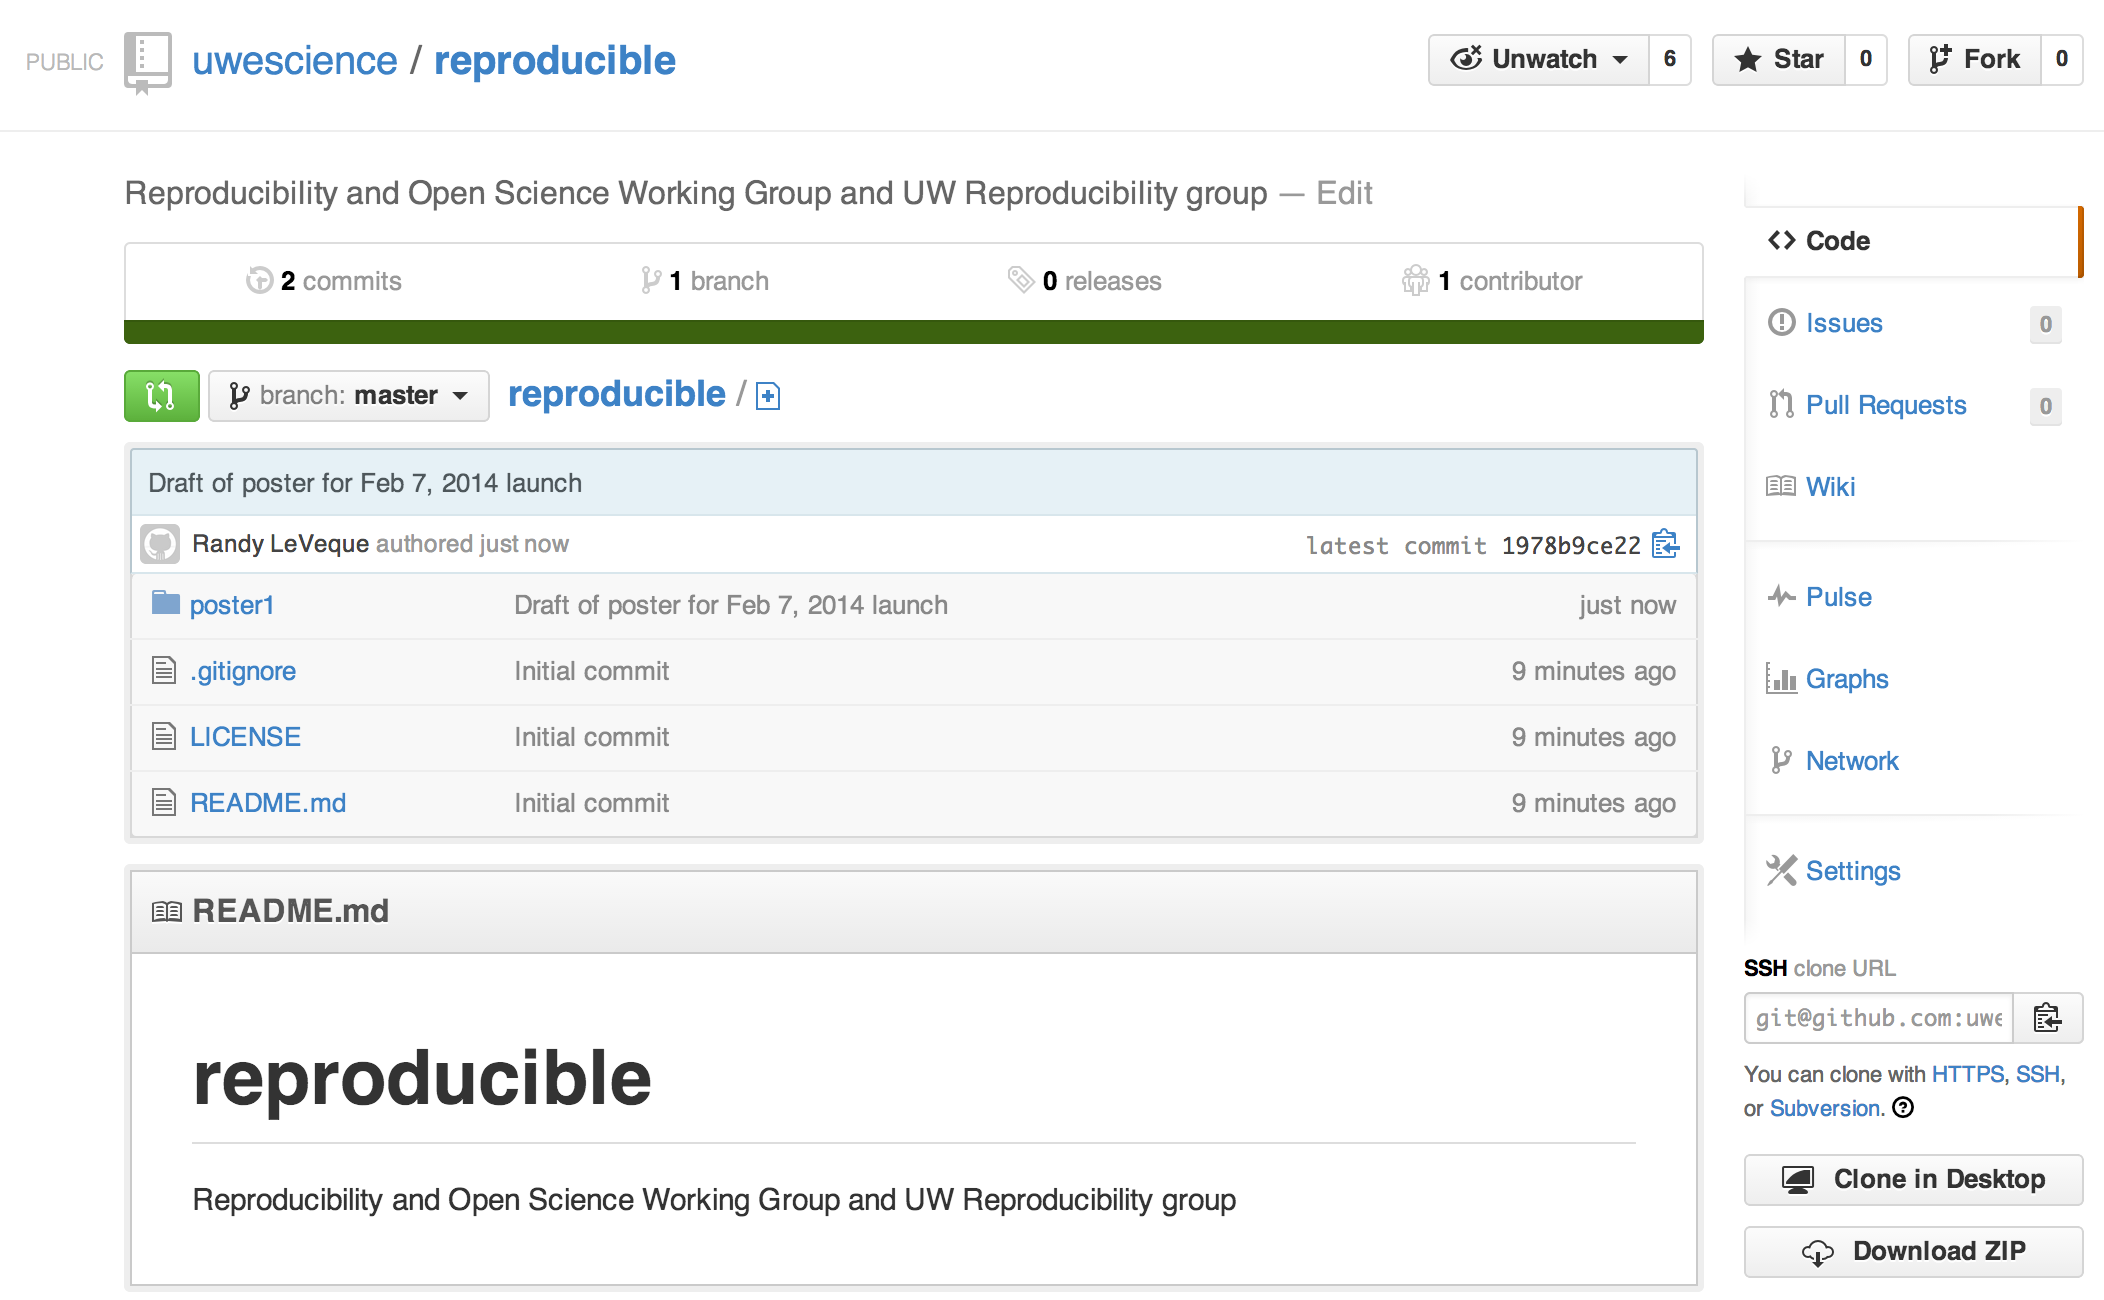 PUBLIC uwescience / reproducible Unwatch 6 Star 0 Fork 0
Reproducibility and Open Science Working Group and UW Reproducibility group — Edit
2 commits 1 branch 0 releases 1 contributor
branch: master reproducible /
Draft of poster for Feb 7, 2014 launch
Randy LeVeque authored just now latest commit 1978b9ce22
poster1 Draft of poster for Feb 7, 2014 launch just now
.gitignore Initial commit 9 minutes ago
LICENSE Initial commit 9 minutes ago
README.md Initial commit 9 minutes ago
README.md
reproducible
Reproducibility and Open Science Working Group and UW Reproducibility group
Code
Issues 0
Pull Requests 0
Wiki
Pulse
Graphs
Network
Settings
SSH clone URL
git@github.com:uwe
You can clone with HTTPS, SSH,
or Subversion.
Clone in Desktop
Download ZIP